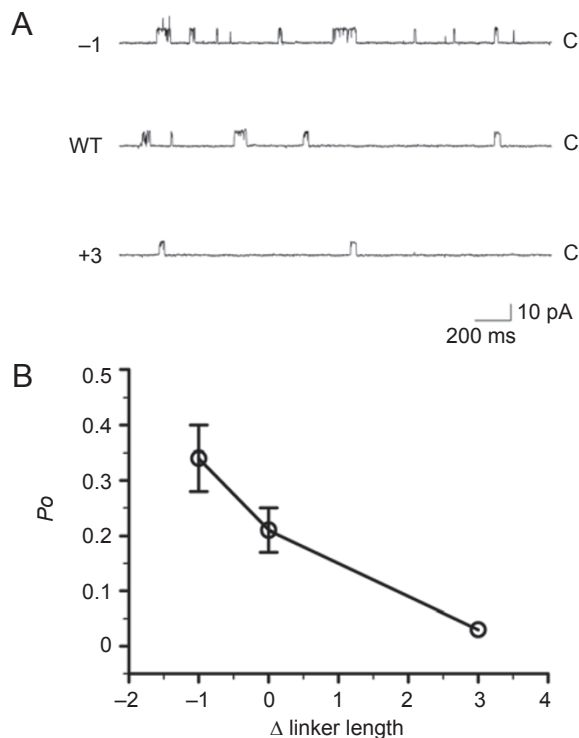 A
–1 C
WT C
+3 C
10 pA
200 ms
B
0.5
0.4
0.3
0.2
0.1
0
Po
–2 –1 0 1 2 3 4
Δ linker length